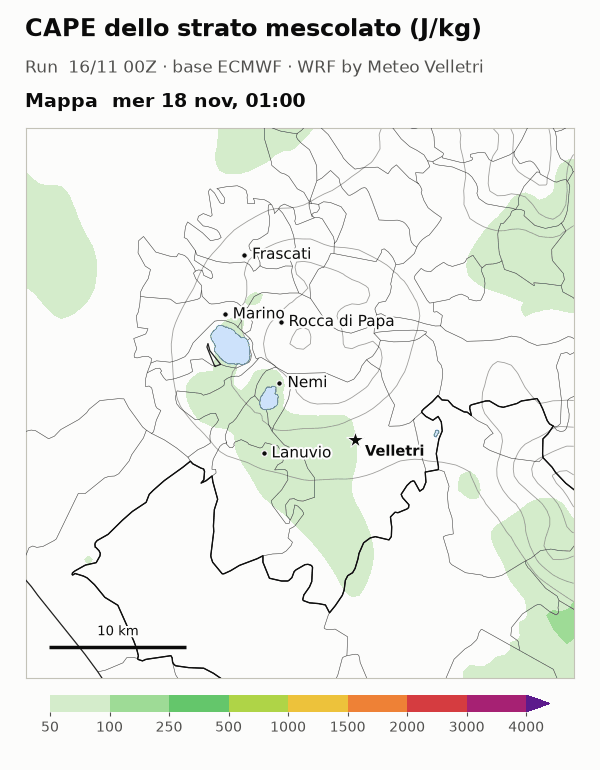 CAPE dello strato mescolato (J/kg)
Run  16/11 00Z · base ECMWF · WRF by Meteo Velletri
Mappa  mer 18 nov, 01:00
Frascati
Marino
Rocca di Papa
Nemi
Velletri
Lanuvio
10 km
50 100 250 500 1000 1500 2000 3000 4000